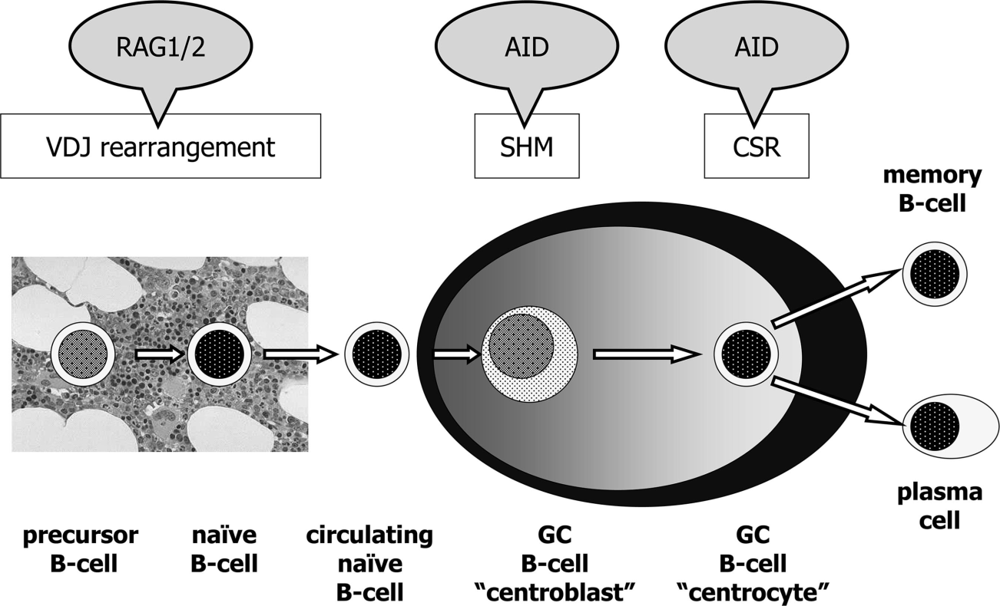 RAG1/2
AID
AID
VDJ rearrangement
SHM
CSR
memory
B-cell
plasma
cell
precursor
B-cell
naïve
B-cell
circulating
naïve
B-cell
GC
B-cell
“centroblast”
GC
B-cell
“centrocyte”